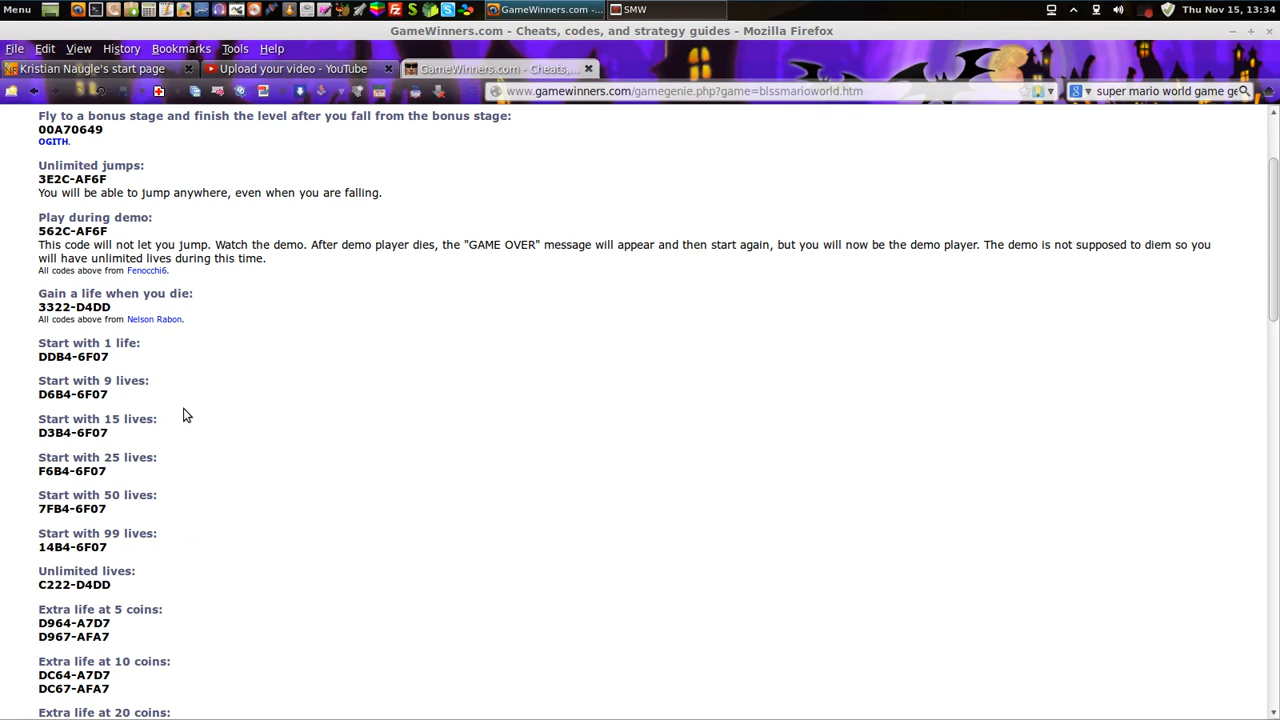 Menu
GameWinners.com -...
SMW
Thu Nov 15, 13:34
GameWinners.com - Cheats, codes, and strategy guides - Mozilla Firefox
File Edit View History Bookmarks Tools Help
Kristian Naugle's start page
Upload your video - YouTube
GameWinners.com - Cheats,...
www.gamewinners.com/gamegenie.php?game=blssmarioworld.htm
super mario world game ge
Fly to a bonus stage and finish the level after you fall from the bonus stage:
00A70649
OGITH.
Unlimited jumps:
3E2C-AF6F
You will be able to jump anywhere, even when you are falling.
Play during demo:
562C-AF6F
This code will not let you jump. Watch the demo. After demo player dies, the "GAME OVER" message will appear and then start again, but you will now be the demo player. The demo is not supposed to diem so you
will have unlimited lives during this time.
All codes above from Fenocchi6.
Gain a life when you die:
3322-D4DD
All codes above from Nelson Rabon.
Start with 1 life:
DDB4-6F07
Start with 9 lives:
D6B4-6F07
Start with 15 lives:
D3B4-6F07
Start with 25 lives:
F6B4-6F07
Start with 50 lives:
7FB4-6F07
Start with 99 lives:
14B4-6F07
Unlimited lives:
C222-D4DD
Extra life at 5 coins:
D964-A7D7
D967-AFA7
Extra life at 10 coins:
DC64-A7D7
DC67-AFA7
Extra life at 20 coins: